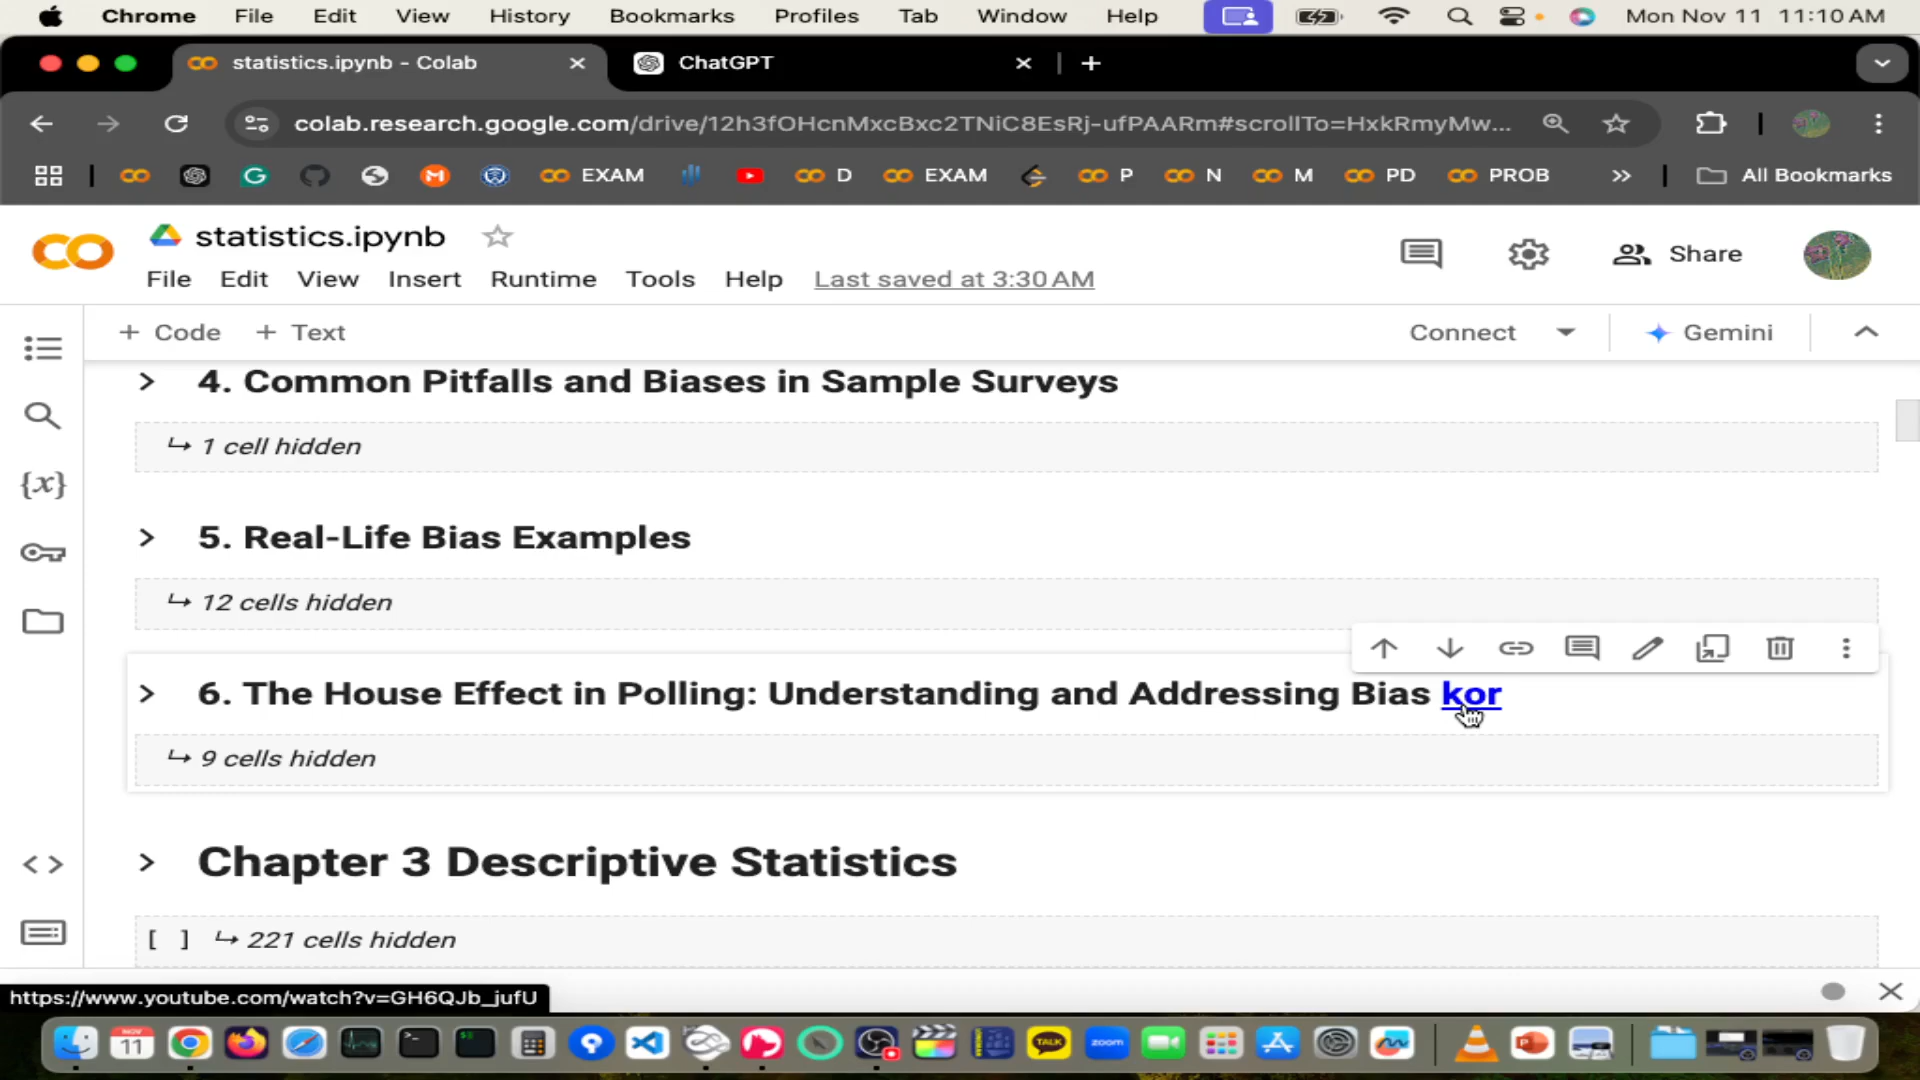 Chrome File Edit View History Bookmarks Profiles Tab Window Help Mon Nov 11 11:10 AM
statistics.ipynb - Colab ChatGPT
colab.research.google.com/drive/12h3fOHcnMxcBxc2TNiC8EsRj-ufPAARm#scrollTo=HxkRmyMw...
EXAM D EXAM P N M PD PROB All Bookmarks
statistics.ipynb
File Edit View Insert Runtime Tools Help Last saved at 3:30 AM Share
+ Code + Text Connect Gemini
4. Common Pitfalls and Biases in Sample Surveys
1 cell hidden
5. Real-Life Bias Examples
12 cells hidden
6. The House Effect in Polling: Understanding and Addressing Bias kor
9 cells hidden
Chapter 3 Descriptive Statistics
[ ] 221 cells hidden
https://www.youtube.com/watch?v=GH6QJb_jufU
NOV
11
TALK
zoom